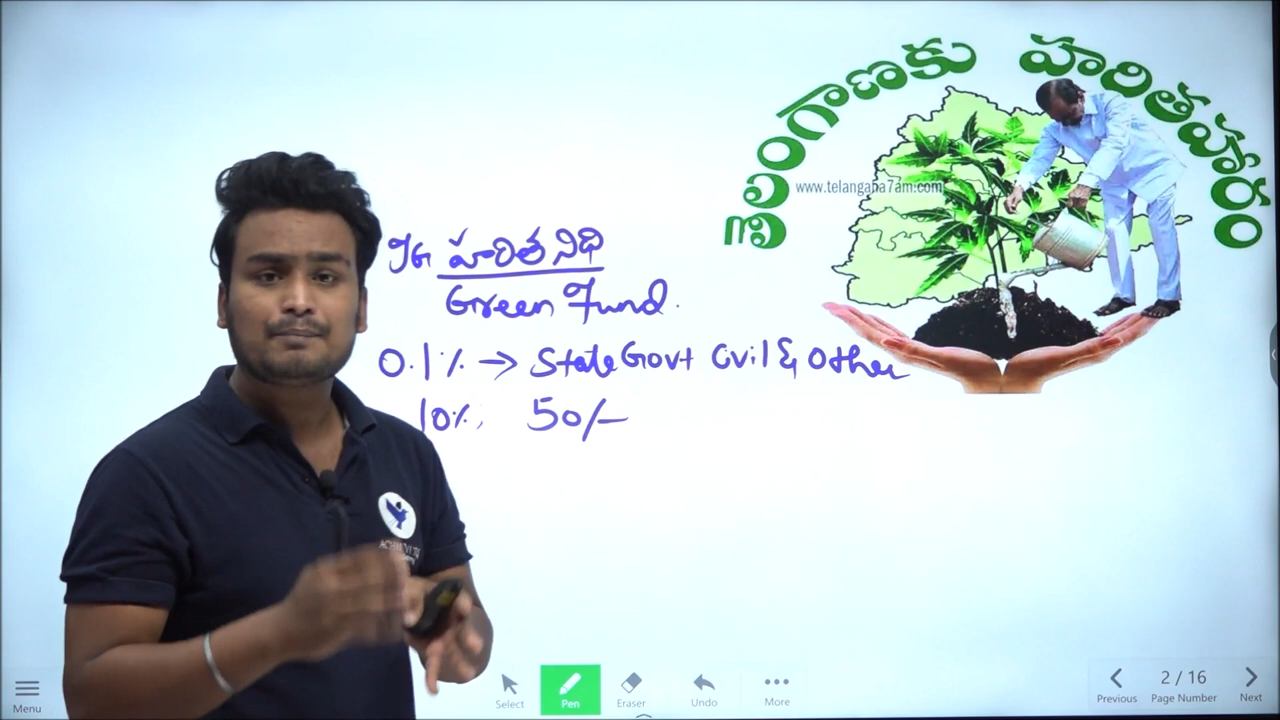 తెలంగాణకు హరితహారం
www.telangana7am.com
TG హరిత నిధి
Green Fund.
0.1% → State Govt Civil & Other
10%, 50/-
Menu
Select
Pen
Eraser
Undo
More
Previous
2 / 16
Page Number
Next